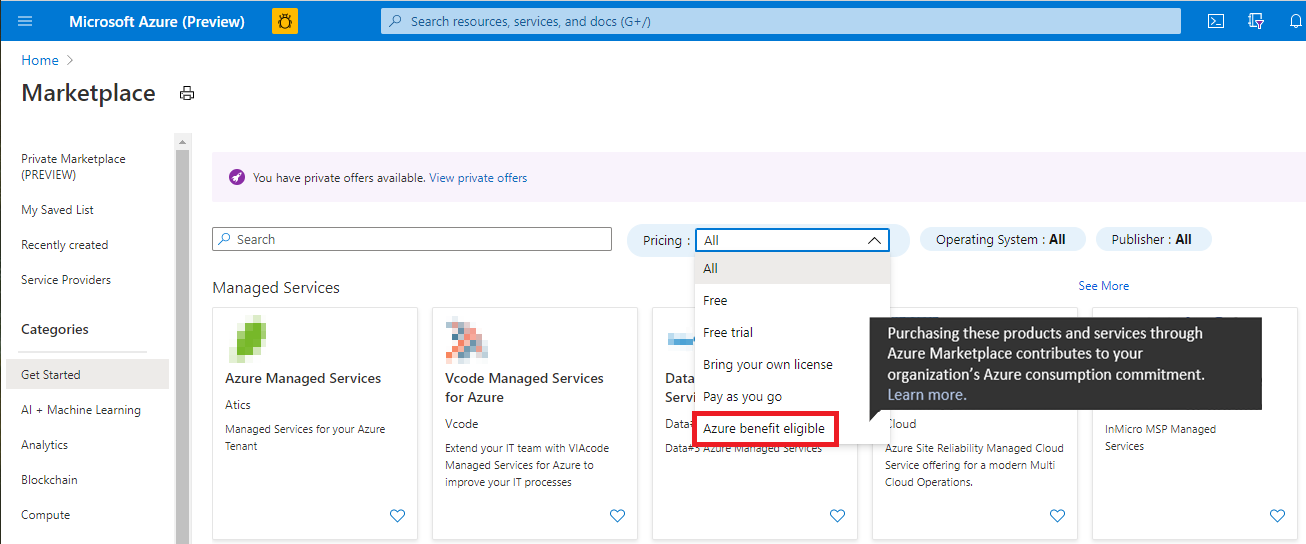 Microsoft Azure (Preview)
Search resources, services, and docs (G+/)
Home
Marketplace
Private Marketplace
(PREVIEW)
My Saved List
Recently created
Service Providers
Categories
Get Started
AI + Machine Learning
Analytics
Blockchain
Compute
You have private offers available. View private offers
Search
Pricing : All
Operating System : All
Publisher : All
All
Free
Free trial
Bring your own license
Pay as you go
Azure benefit eligible
Purchasing these products and services through
Azure Marketplace contributes to your
organization's Azure consumption commitment.
Learn more.
Managed Services
See More
Azure Managed Services
Atics
Managed Services for your Azure
Tenant
Vcode Managed Services
for Azure
Vcode
Extend your IT team with VIAcode
Managed Services for Azure to
improve your IT processes
Data
Servic
Data#
Data#3 Azure Managed Services
Cloud
Azure Site Reliability Managed Cloud
Service offering for a modern Multi
Cloud Operations.
InMicro MSP Managed
Services